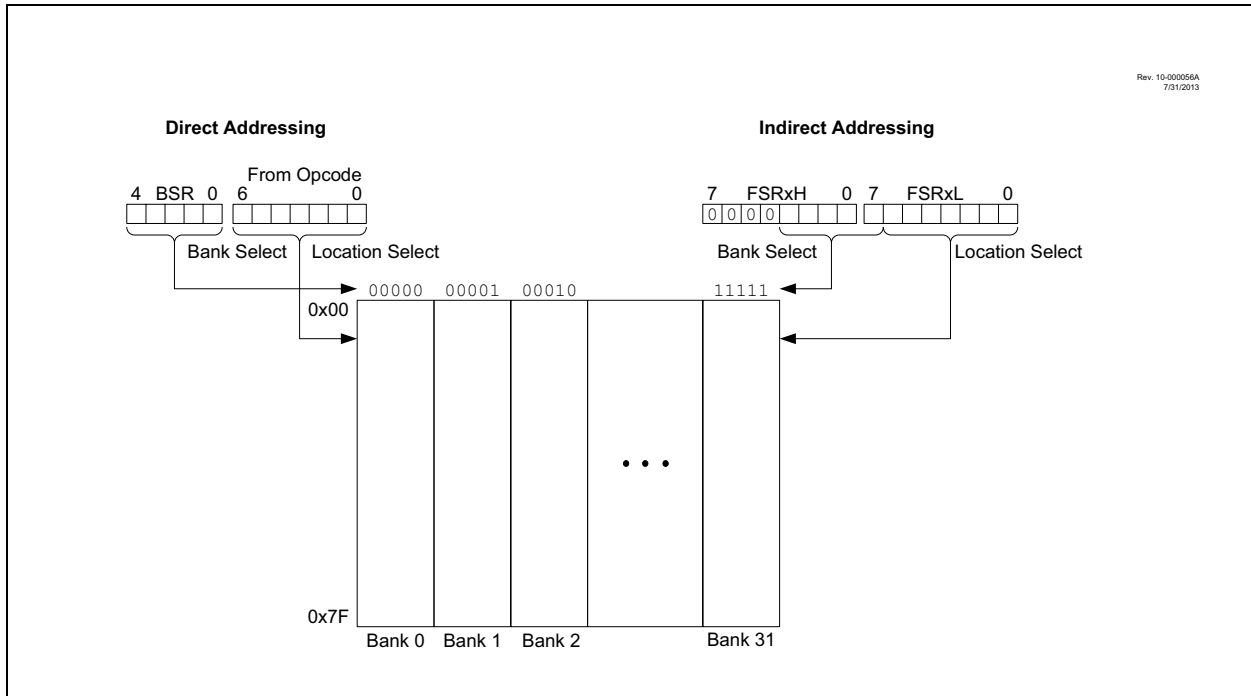 Rev. 10-000056A
7/31/2013
Direct Addressing
Indirect Addressing
From Opcode
4 BSR 0 6 0
7 FSRxH 0 7 FSRxL 0
0 0 0 0
Bank Select Location Select
Bank Select Location Select
00000 00001 00010 11111
0x00
• • •
0x7F
Bank 0 Bank 1 Bank 2 Bank 31